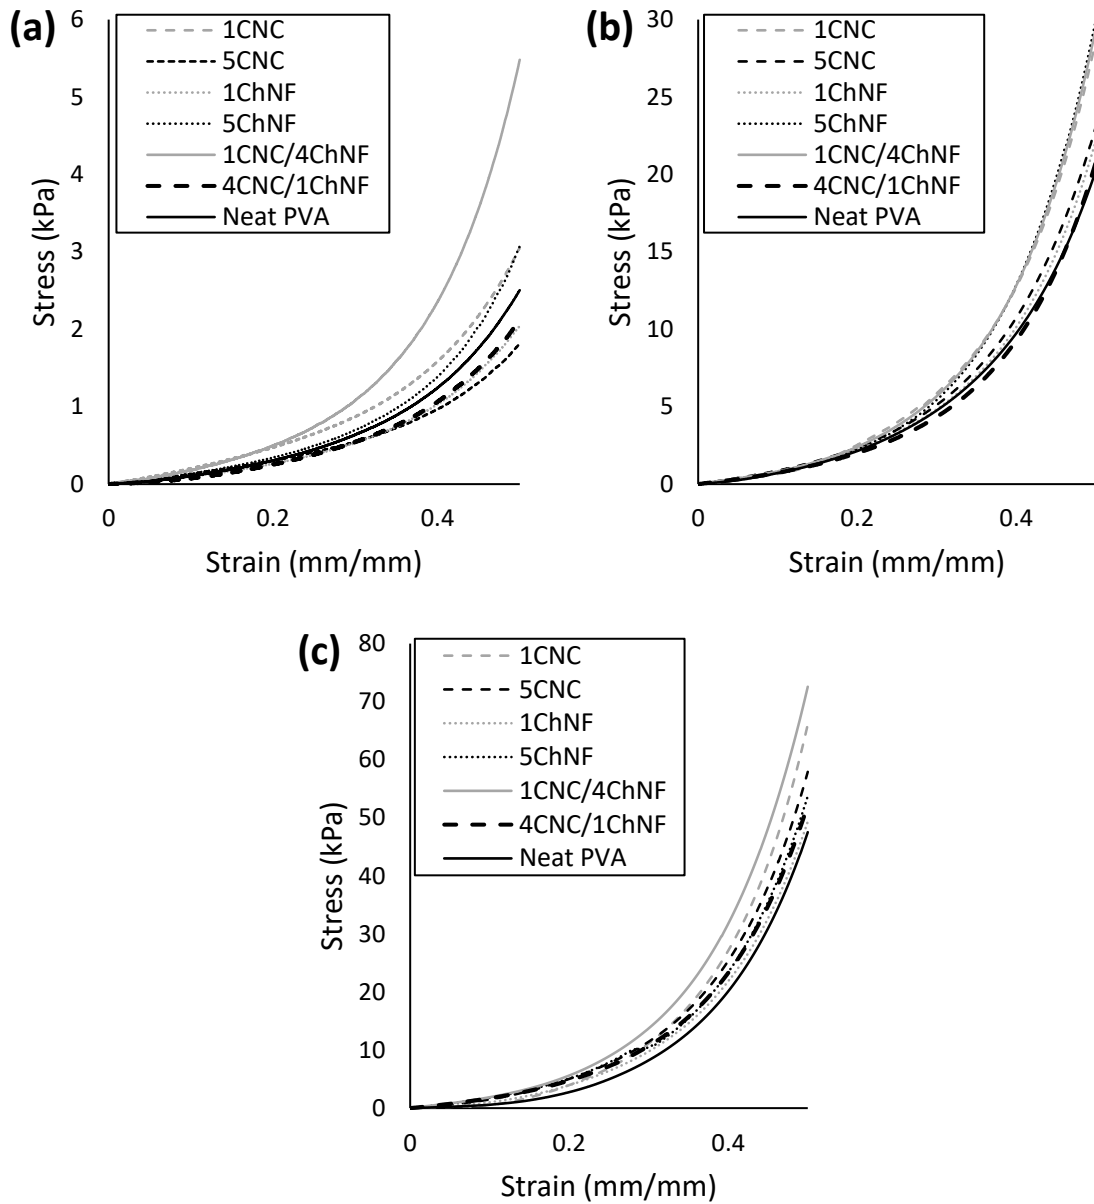 (a)
6
5
4
3
2
1
0
Stress (kPa)
1CNC
5CNC
1ChNF
5ChNF
1CNC/4ChNF
4CNC/1ChNF
Neat PVA
0
0.2
0.4
Strain (mm/mm)
(b)
30
25
20
15
10
5
0
Stress (kPa)
1CNC
5CNC
1ChNF
5ChNF
1CNC/4ChNF
4CNC/1ChNF
Neat PVA
0
0.2
0.4
Strain (mm/mm)
(c)
80
70
60
50
40
30
20
10
0
Stress (kPa)
1CNC
5CNC
1ChNF
5ChNF
1CNC/4ChNF
4CNC/1ChNF
Neat PVA
0
0.2
0.4
Strain (mm/mm)